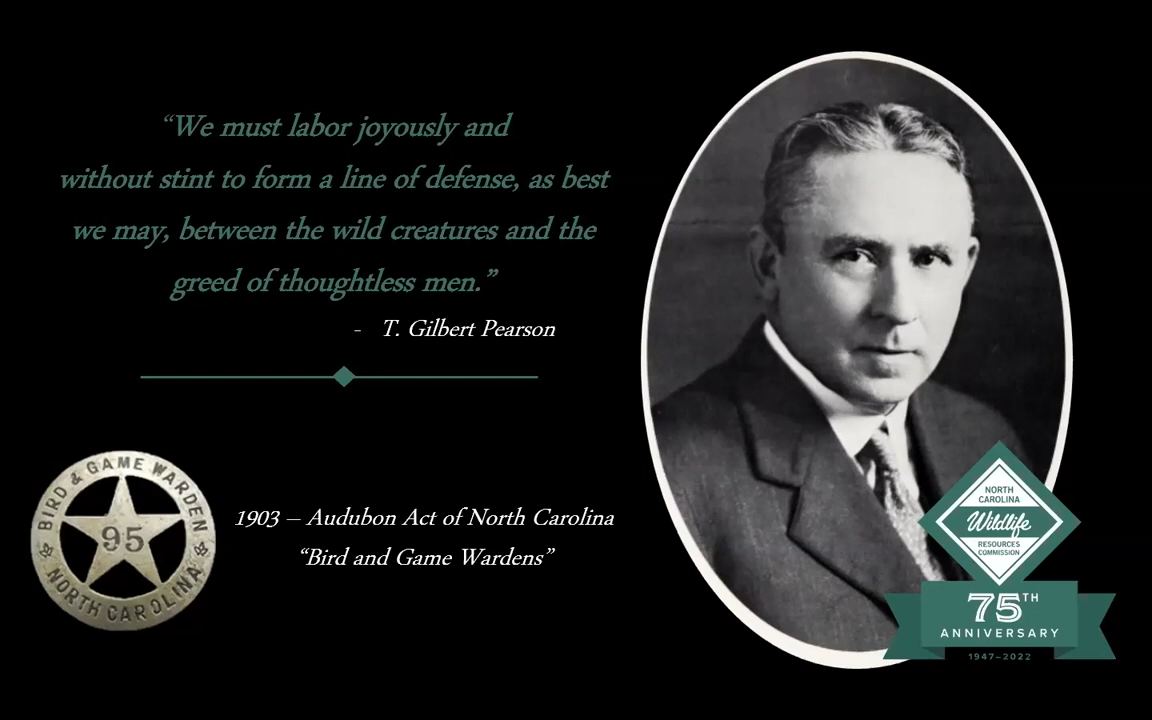 “We must labor joyously and
without stint to form a line of defense, as best
we may, between the wild creatures and the
greed of thoughtless men.”
- T. Gilbert Pearson
BIRD & GAME WARDEN
95
NORTH CAROLINA
1903 – Audubon Act of North Carolina
“Bird and Game Wardens”
NORTH
CAROLINA
Wildlife
RESOURCES
COMMISSION
75TH
ANNIVERSARY
1947–2022